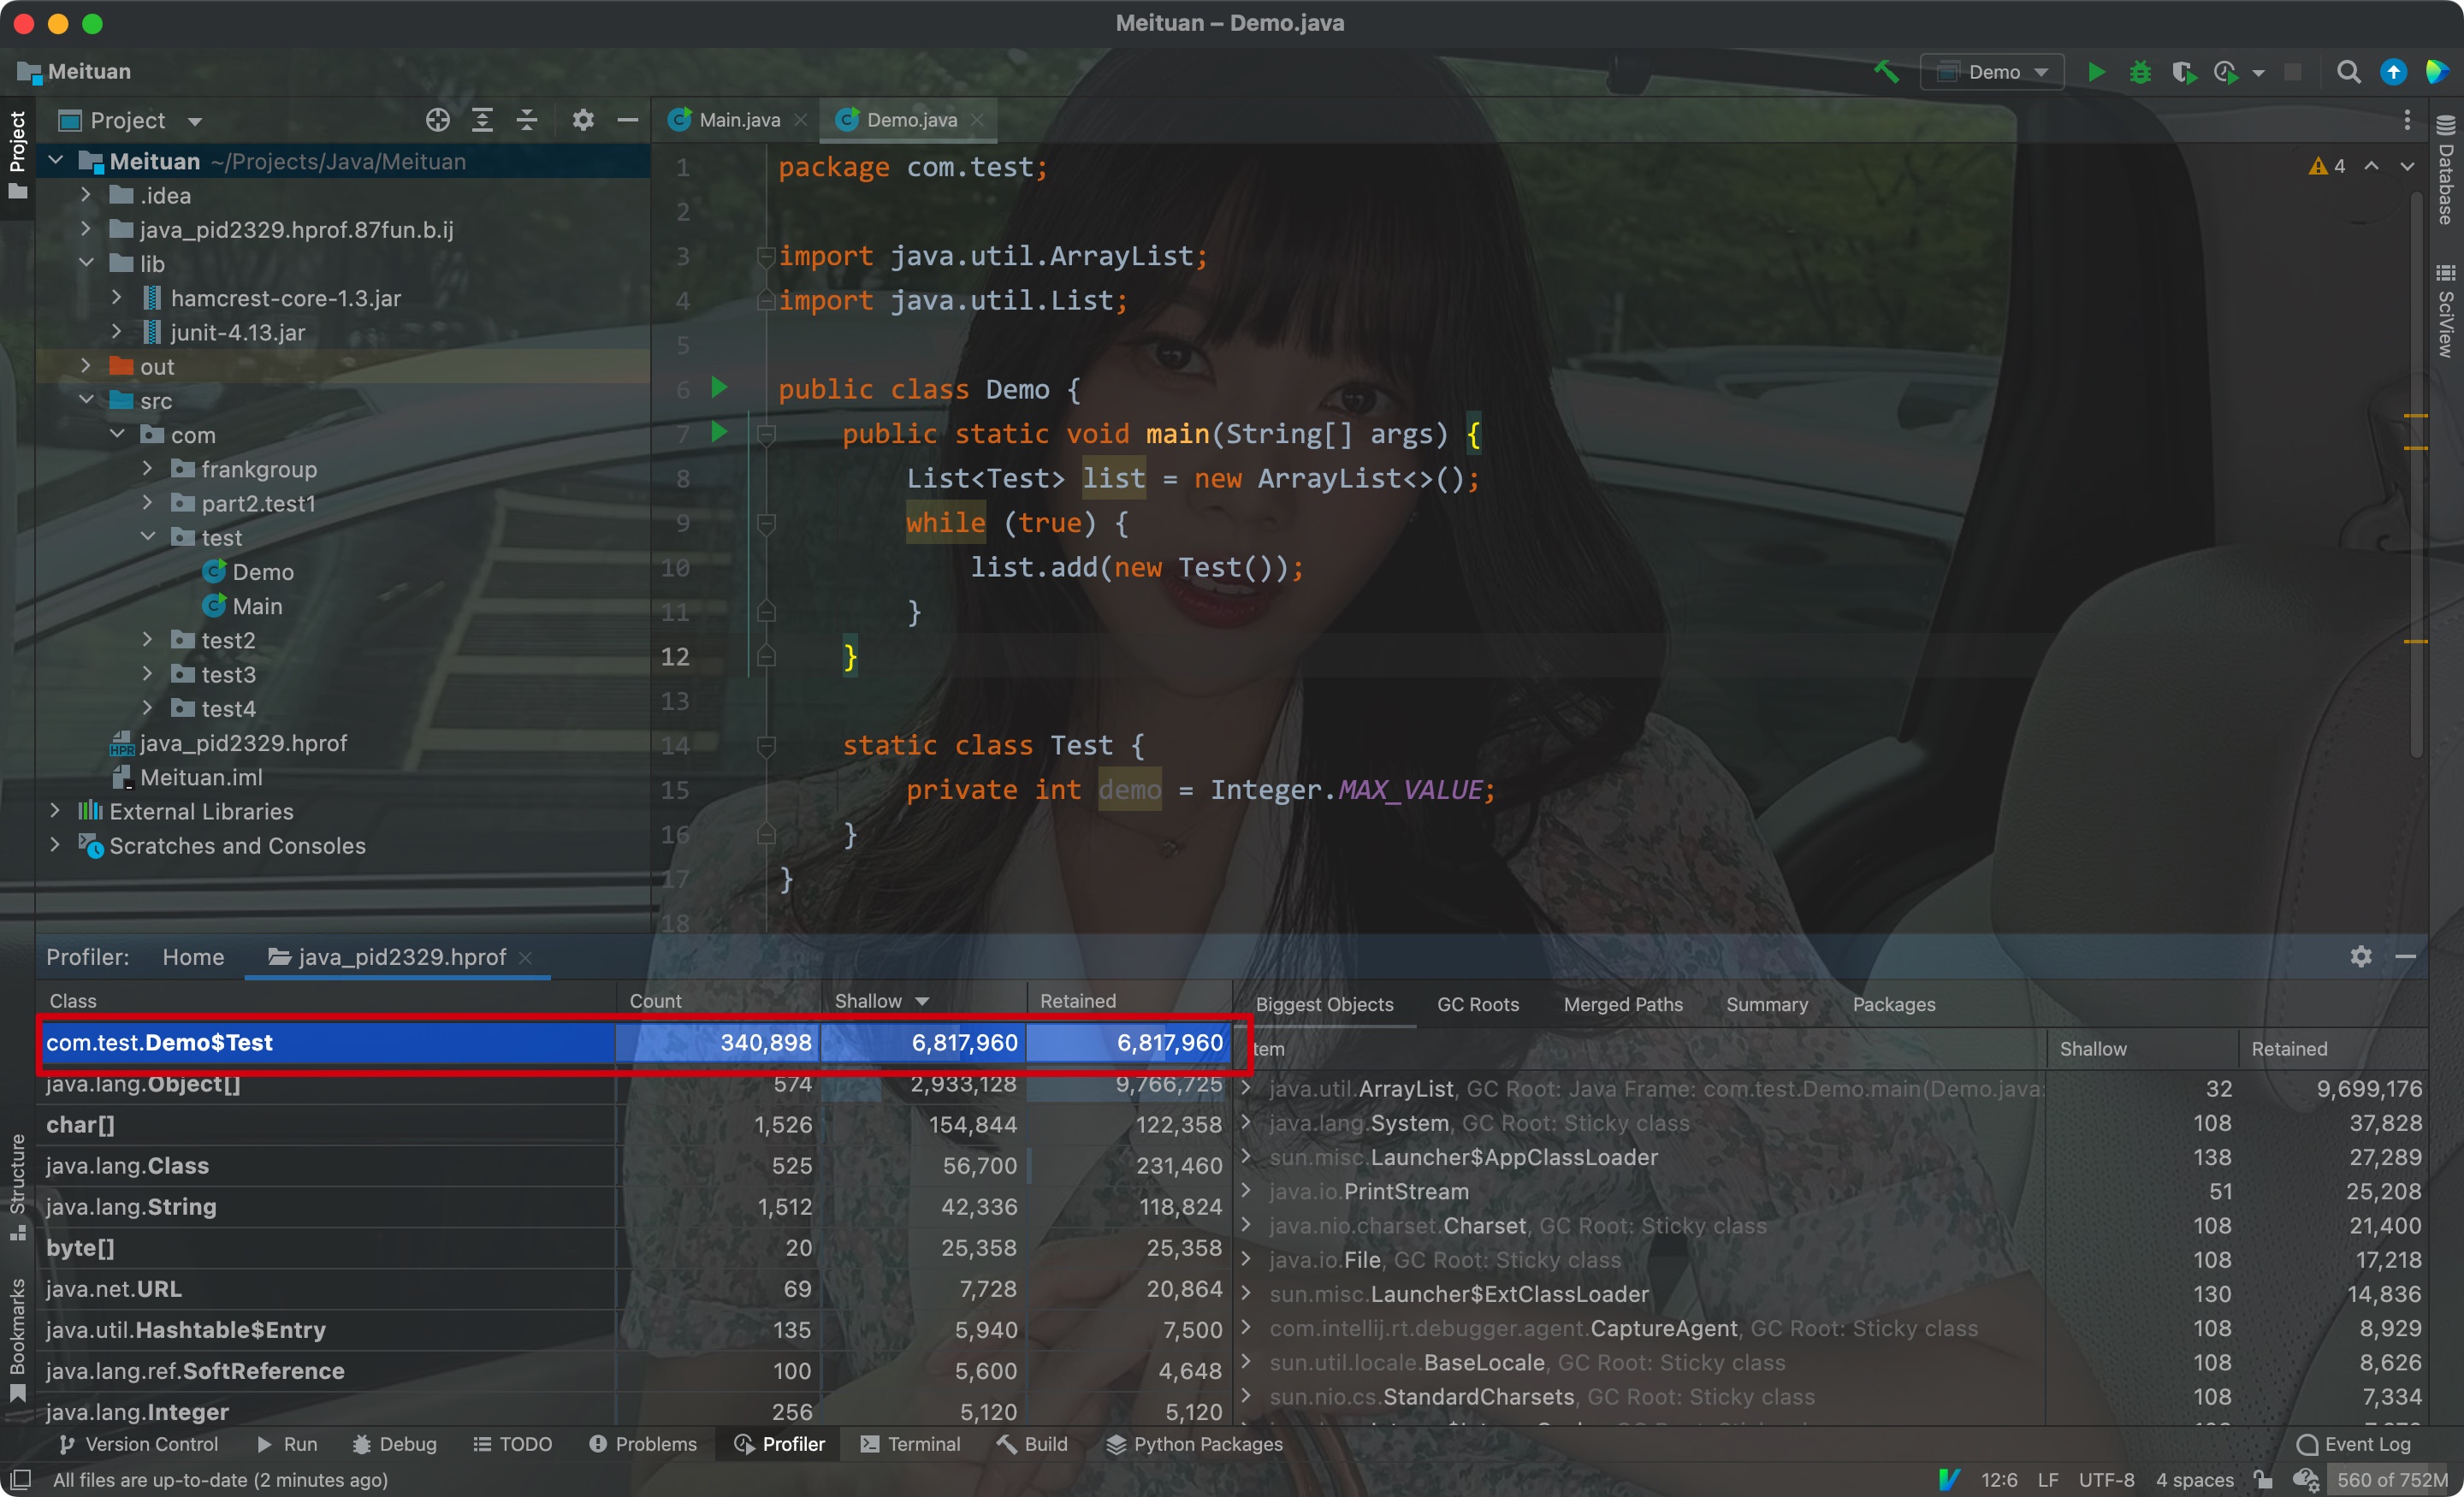 Meituan – Demo.java
Meituan
Demo
Project
Main.java
Demo.java
Project
Meituan ~/Projects/Java/Meituan
.idea
java_pid2329.hprof.87fun.b.ij
lib
hamcrest-core-1.3.jar
junit-4.13.jar
out
src
com
frankgroup
part2.test1
test
Demo
Main
test2
test3
test4
java_pid2329.hprof
Meituan.iml
External Libraries
Scratches and Consoles
1 package com.test;
2
3 import java.util.ArrayList;
4 import java.util.List;
5
6 public class Demo {
7 public static void main(String[] args) {
8 List<Test> list = new ArrayList<>();
9 while (true) {
10 list.add(new Test());
11 }
12 }
13
14 static class Test {
15 private int demo = Integer.MAX_VALUE;
16 }
17 }
18
4
Database
SciView
Structure
Bookmarks
Profiler: Home java_pid2329.hprof
Class Count Shallow Retained
com.test.Demo$Test 340,898 6,817,960 6,817,960
java.lang.Object[] 574 2,933,128 9,766,725
char[] 1,526 154,844 122,358
java.lang.Class 525 56,700 231,460
java.lang.String 1,512 42,336 118,824
byte[] 20 25,358 25,358
java.net.URL 69 7,728 20,864
java.util.Hashtable$Entry 135 5,940 7,500
java.lang.ref.SoftReference 100 5,600 4,648
java.lang.Integer 256 5,120 5,120
Biggest Objects GC Roots Merged Paths Summary Packages
tem Shallow Retained
java.util.ArrayList, GC Root: Java Frame: com.test.Demo.main(Demo.java: 32 9,699,176
java.lang.System, GC Root: Sticky class 108 37,828
sun.misc.Launcher$AppClassLoader 138 27,289
java.io.PrintStream 51 25,208
java.nio.charset.Charset, GC Root: Sticky class 108 21,400
java.io.File, GC Root: Sticky class 108 17,218
sun.misc.Launcher$ExtClassLoader 130 14,836
com.intellij.rt.debugger.agent.CaptureAgent, GC Root: Sticky class 108 8,929
sun.util.locale.BaseLocale, GC Root: Sticky class 108 8,626
sun.nio.cs.StandardCharsets, GC Root: Sticky class 108 7,334
Version Control Run Debug TODO Problems Profiler Terminal Build Python Packages Event Log
All files are up-to-date (2 minutes ago) 12:6 LF UTF-8 4 spaces 560 of 752M